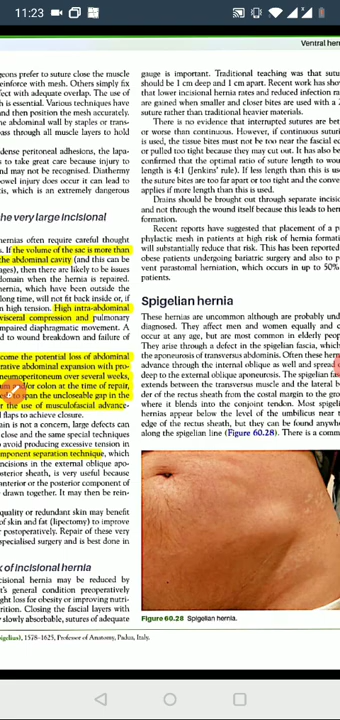 11:23
Ventral hern
geons prefer to suture close the muscle
reinforce with mesh. Others simply fix
fect with adequate overlap. The use of
h is essential. Various techniques have
and then position the mesh accurately.
the abdominal wall by staples or trans-
pass through all muscle layers to hold
dense peritoneal adhesions, the lapa-
s to take great care because injury to
nd may not be recognised. Diathermy
bowel injury does occur it can lead to
tis, which is an extremely dangerous
the very large incisional
hernias often require careful thought
s. If the volume of the sac is more than
the abdominal cavity (and this can be
ages), then there are likely to be issues
domain when the hernia is repaired.
hernia, which have been outside the
long time, will not fit back inside or, if
n high tension. High intra-abdominal
visceral compression and pulmonary
mpaired diaphragmatic movement. A
d to wound breakdown and failure of
come the potential loss of abdominal
erative abdominal expansion with pro-
neumoperitoneum over several weeks,
and/or colon at the time of repair,
span the uncloseable gap in the
r the use of musculofascial advance-
l flaps to achieve closure.
ain is not a concern, large defects can
close and the same special techniques
avoid producing excessive tension in
mponent separation technique, which
ncisions in the external oblique apo-
osterior sheath, is very useful because
anterior or the posterior component of
drawn together. It may then be rein-
quality or redundant skin may benefit
of skin and fat (lipectomy) to improve
postoperatively. Repair of these very
specialised surgery and is best done in
k of incisional hernia
cisional hernia may be reduced by
t's general condition preoperatively
ght loss for obesity or improving nutri-
rition. Closing the fascial layers with
slowly absorbable, sutures of adequate
gauge is important. Traditional teaching was that sutu
should be 1 cm deep and 1 cm apart. Recent work has show
that lower incisional hernia rates and reduced infection ra
are gained when smaller and closer bites are used with a
suture rather than traditional heavier materials.
There is no evidence that interrupted sutures are bet
or worse than continuous. However, if continuous suturi
is used, the tissue bites must not be too near the fascial ed
or pulled too tight because they may cut out. It has also be
confirmed that the optimal ratio of suture length to wou
length is 4:1 (Jenkins' rule). If less length than this is us
the suture bites are too far apart or too tight and the conve
applies if more length than this is used.
Drains should be brought out through separate incisio
and not through the wound itself because this leads to hern
formation.
Recent reports have suggested that placement of a p
phylactic mesh in patients at high risk of hernia formati
will substantially reduce that risk. This has been reported
obese patients undergoing bariatric surgery and also to p
vent parastomal herniation, which occurs in up to 50%
patients.
Spigelian hernia
These hernias are uncommon although are probably und
diagnosed. They affect men and women equally and c
occur at any age, but are most common in elderly peop
They arise through a defect in the spigelian fascia, which
the aponeurosis of transversus abdominis. Often these hern
advance through the internal oblique as well and spread
deep to the external oblique aponeurosis. The spigelian fas
extends between the transversus muscle and the lateral b
der of the rectus sheath from the costal margin to the gro
where it blends into the conjoint tendon. Most spigeli
hernias appear below the level of the umbilicus near t
edge of the rectus sheath, but they can be found anywhe
along the spigelian line (Figure 60.28). There is a comm
Figure 60.28 Spigelian hernia.
spigelius), 1578–1625, Professor of Anatomy, Padua, Italy.